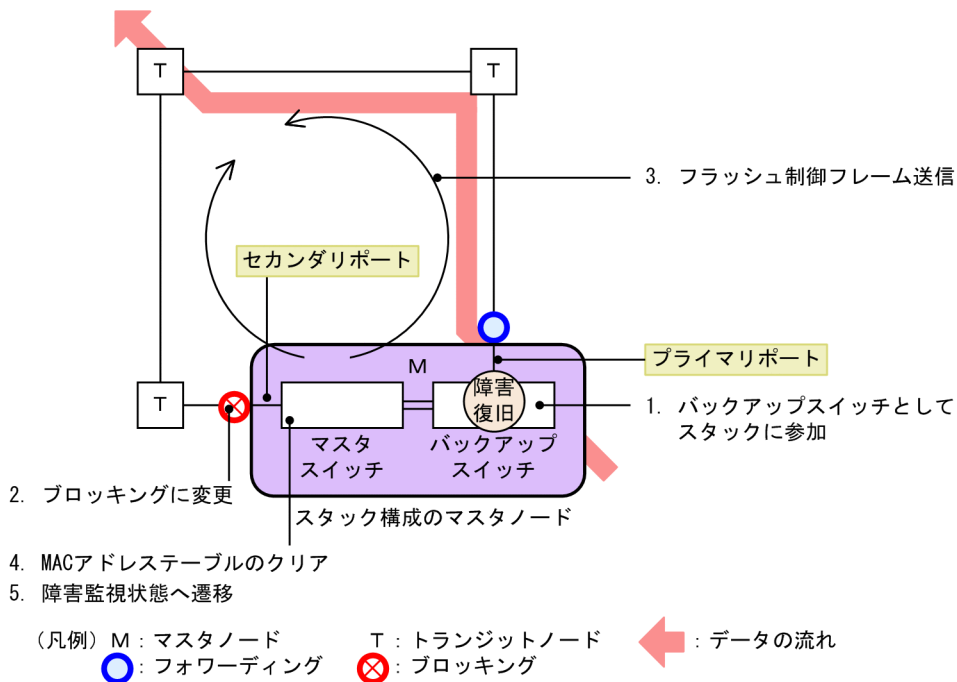 T
T
3. フラッシュ制御フレーム送信
セカンダリポート
M
プライマリポート
T
障害
復旧
1. バックアップスイッチとして
スタックに参加
マスタ
スイッチ
バックアップ
スイッチ
2. ブロッキングに変更
スタック構成のマスタノード
4. MACアドレステーブルのクリア
5. 障害監視状態へ遷移
（凡例）M：マスタノード T：トランジットノード ：データの流れ
：フォワーディング ：ブロッキング